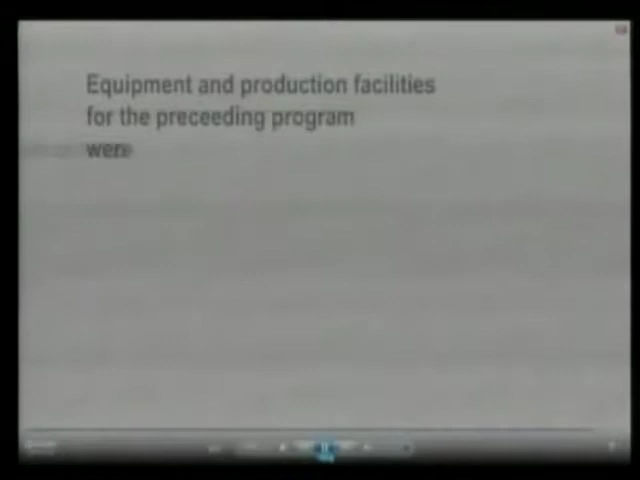 Equipment and production facilities
for the preceeding program
were